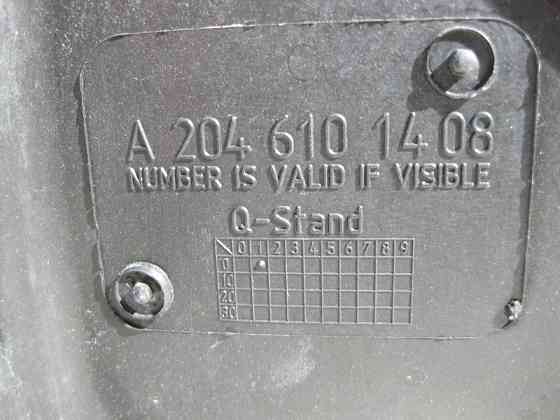 A 204 610 14 08
NUMBER IS VALID IF VISIBLE
Q-Stand
0 1 2 3 4 5 6 7 8 9
0
10
20
30